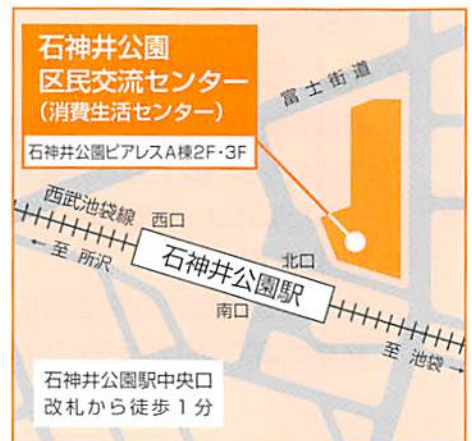 石神井公園
区民交流センター
(消費生活センター)
石神井公園ピアレスA棟2F・3F
富士街道
西武池袋線
西口
← 至 所沢
石神井公園駅
北口
南口
至 池袋 →
石神井公園駅中央口
改札から徒歩1分